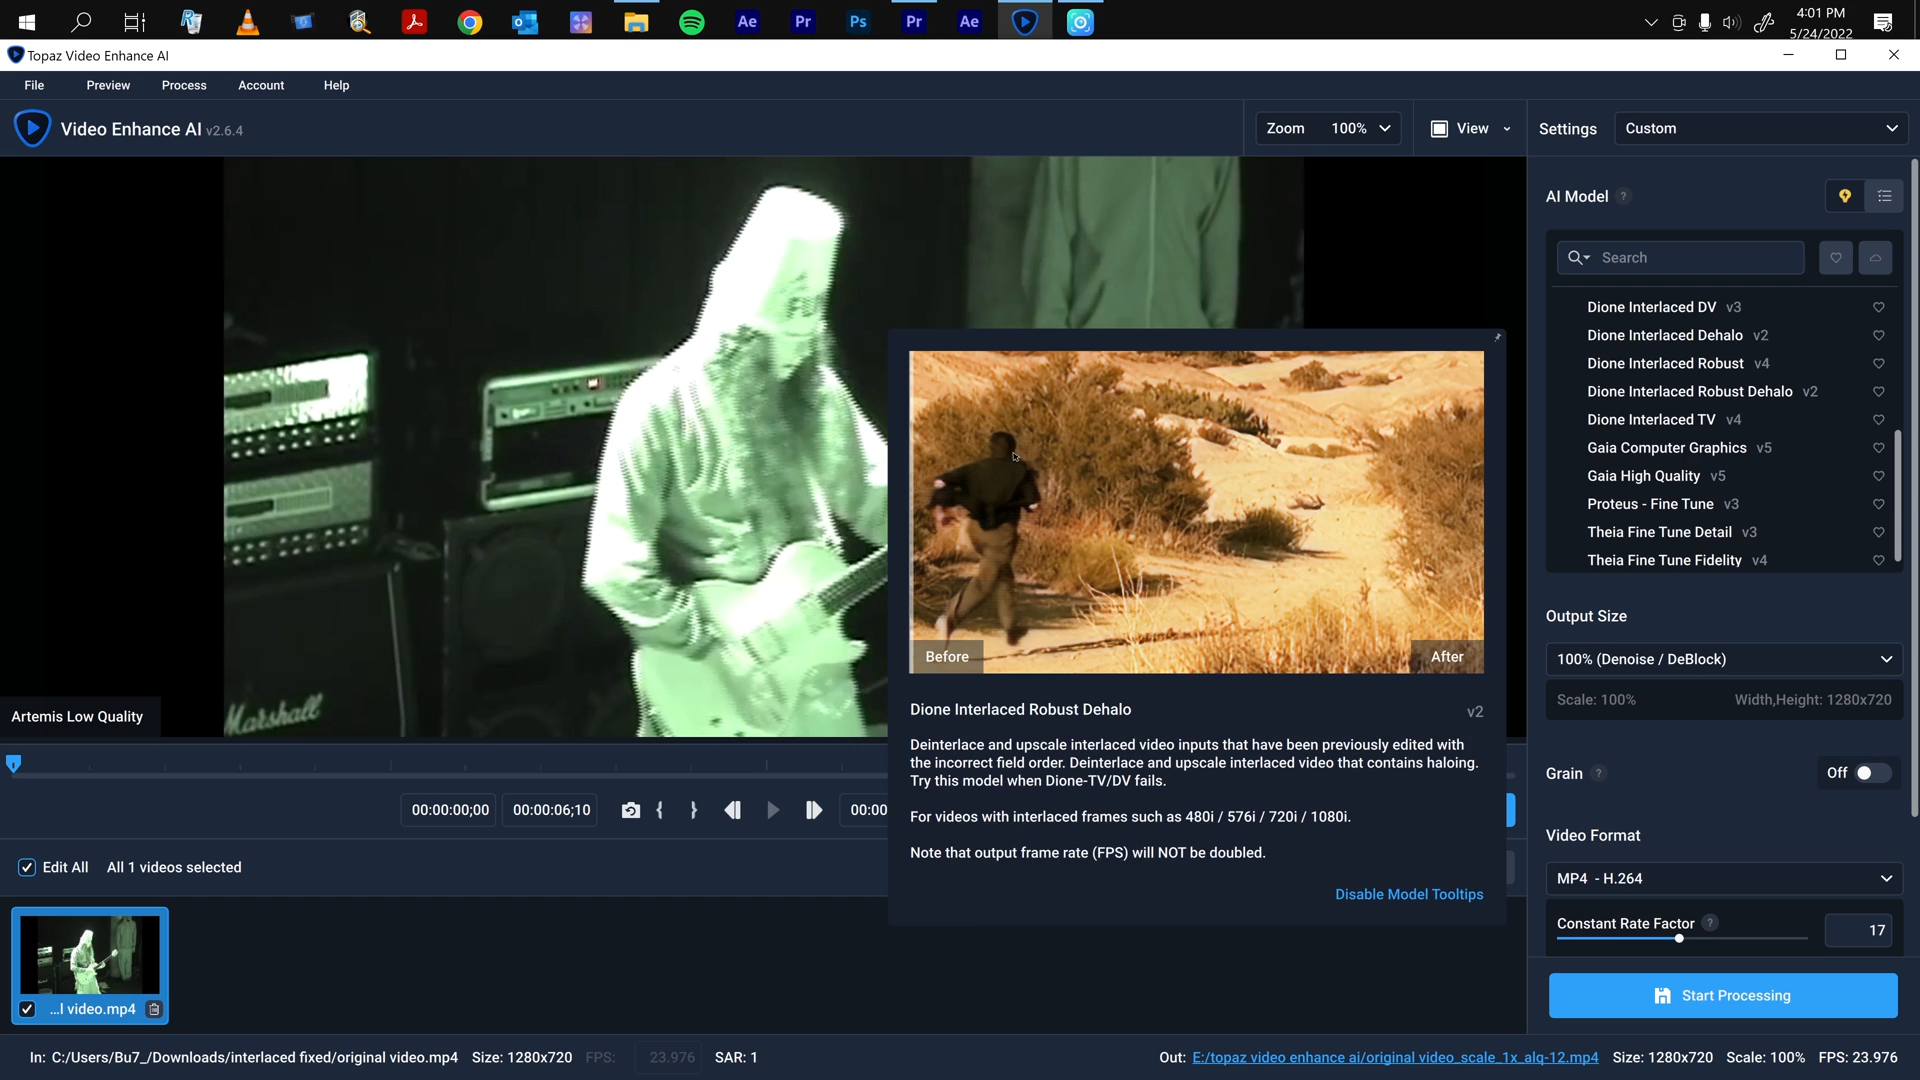 Ae
Pr
Ps
Pr
Ae
4:01 PM
5/24/2022
Topaz Video Enhance AI
File
Preview
Process
Account
Help
Video Enhance AI v2.6.4
Zoom 100%
View
Settings
Custom
AI Model ?
Search
Dione Interlaced DV v3
Dione Interlaced Dehalo v2
Dione Interlaced Robust v4
Dione Interlaced Robust Dehalo v2
Dione Interlaced TV v4
Gaia Computer Graphics v5
Gaia High Quality v5
Proteus - Fine Tune v3
Theia Fine Tune Detail v3
Theia Fine Tune Fidelity v4
Marshall
Artemis Low Quality
Before
After
Dione Interlaced Robust Dehalo v2
Deinterlace and upscale interlaced video inputs that have been previously edited with
the incorrect field order. Deinterlace and upscale interlaced video that contains haloing.
Try this model when Dione-TV/DV fails.
For videos with interlaced frames such as 480i / 576i / 720i / 1080i.
Note that output frame rate (FPS) will NOT be doubled.
Disable Model Tooltips
Output Size
100% (Denoise / DeBlock)
Scale: 100% Width,Height: 1280x720
Grain ? Off
Video Format
MP4 - H.264
Constant Rate Factor ? 17
Start Processing
00:00:00;00
00:00:06;10
00:00
Edit All All 1 videos selected
...l video.mp4
In: C:/Users/Bu7_/Downloads/interlaced fixed/original video.mp4 Size: 1280x720 FPS: 23.976 SAR: 1
Out: E:/topaz video enhance ai/original video_scale_1x_alq-12.mp4 Size: 1280x720 Scale: 100% FPS: 23.976